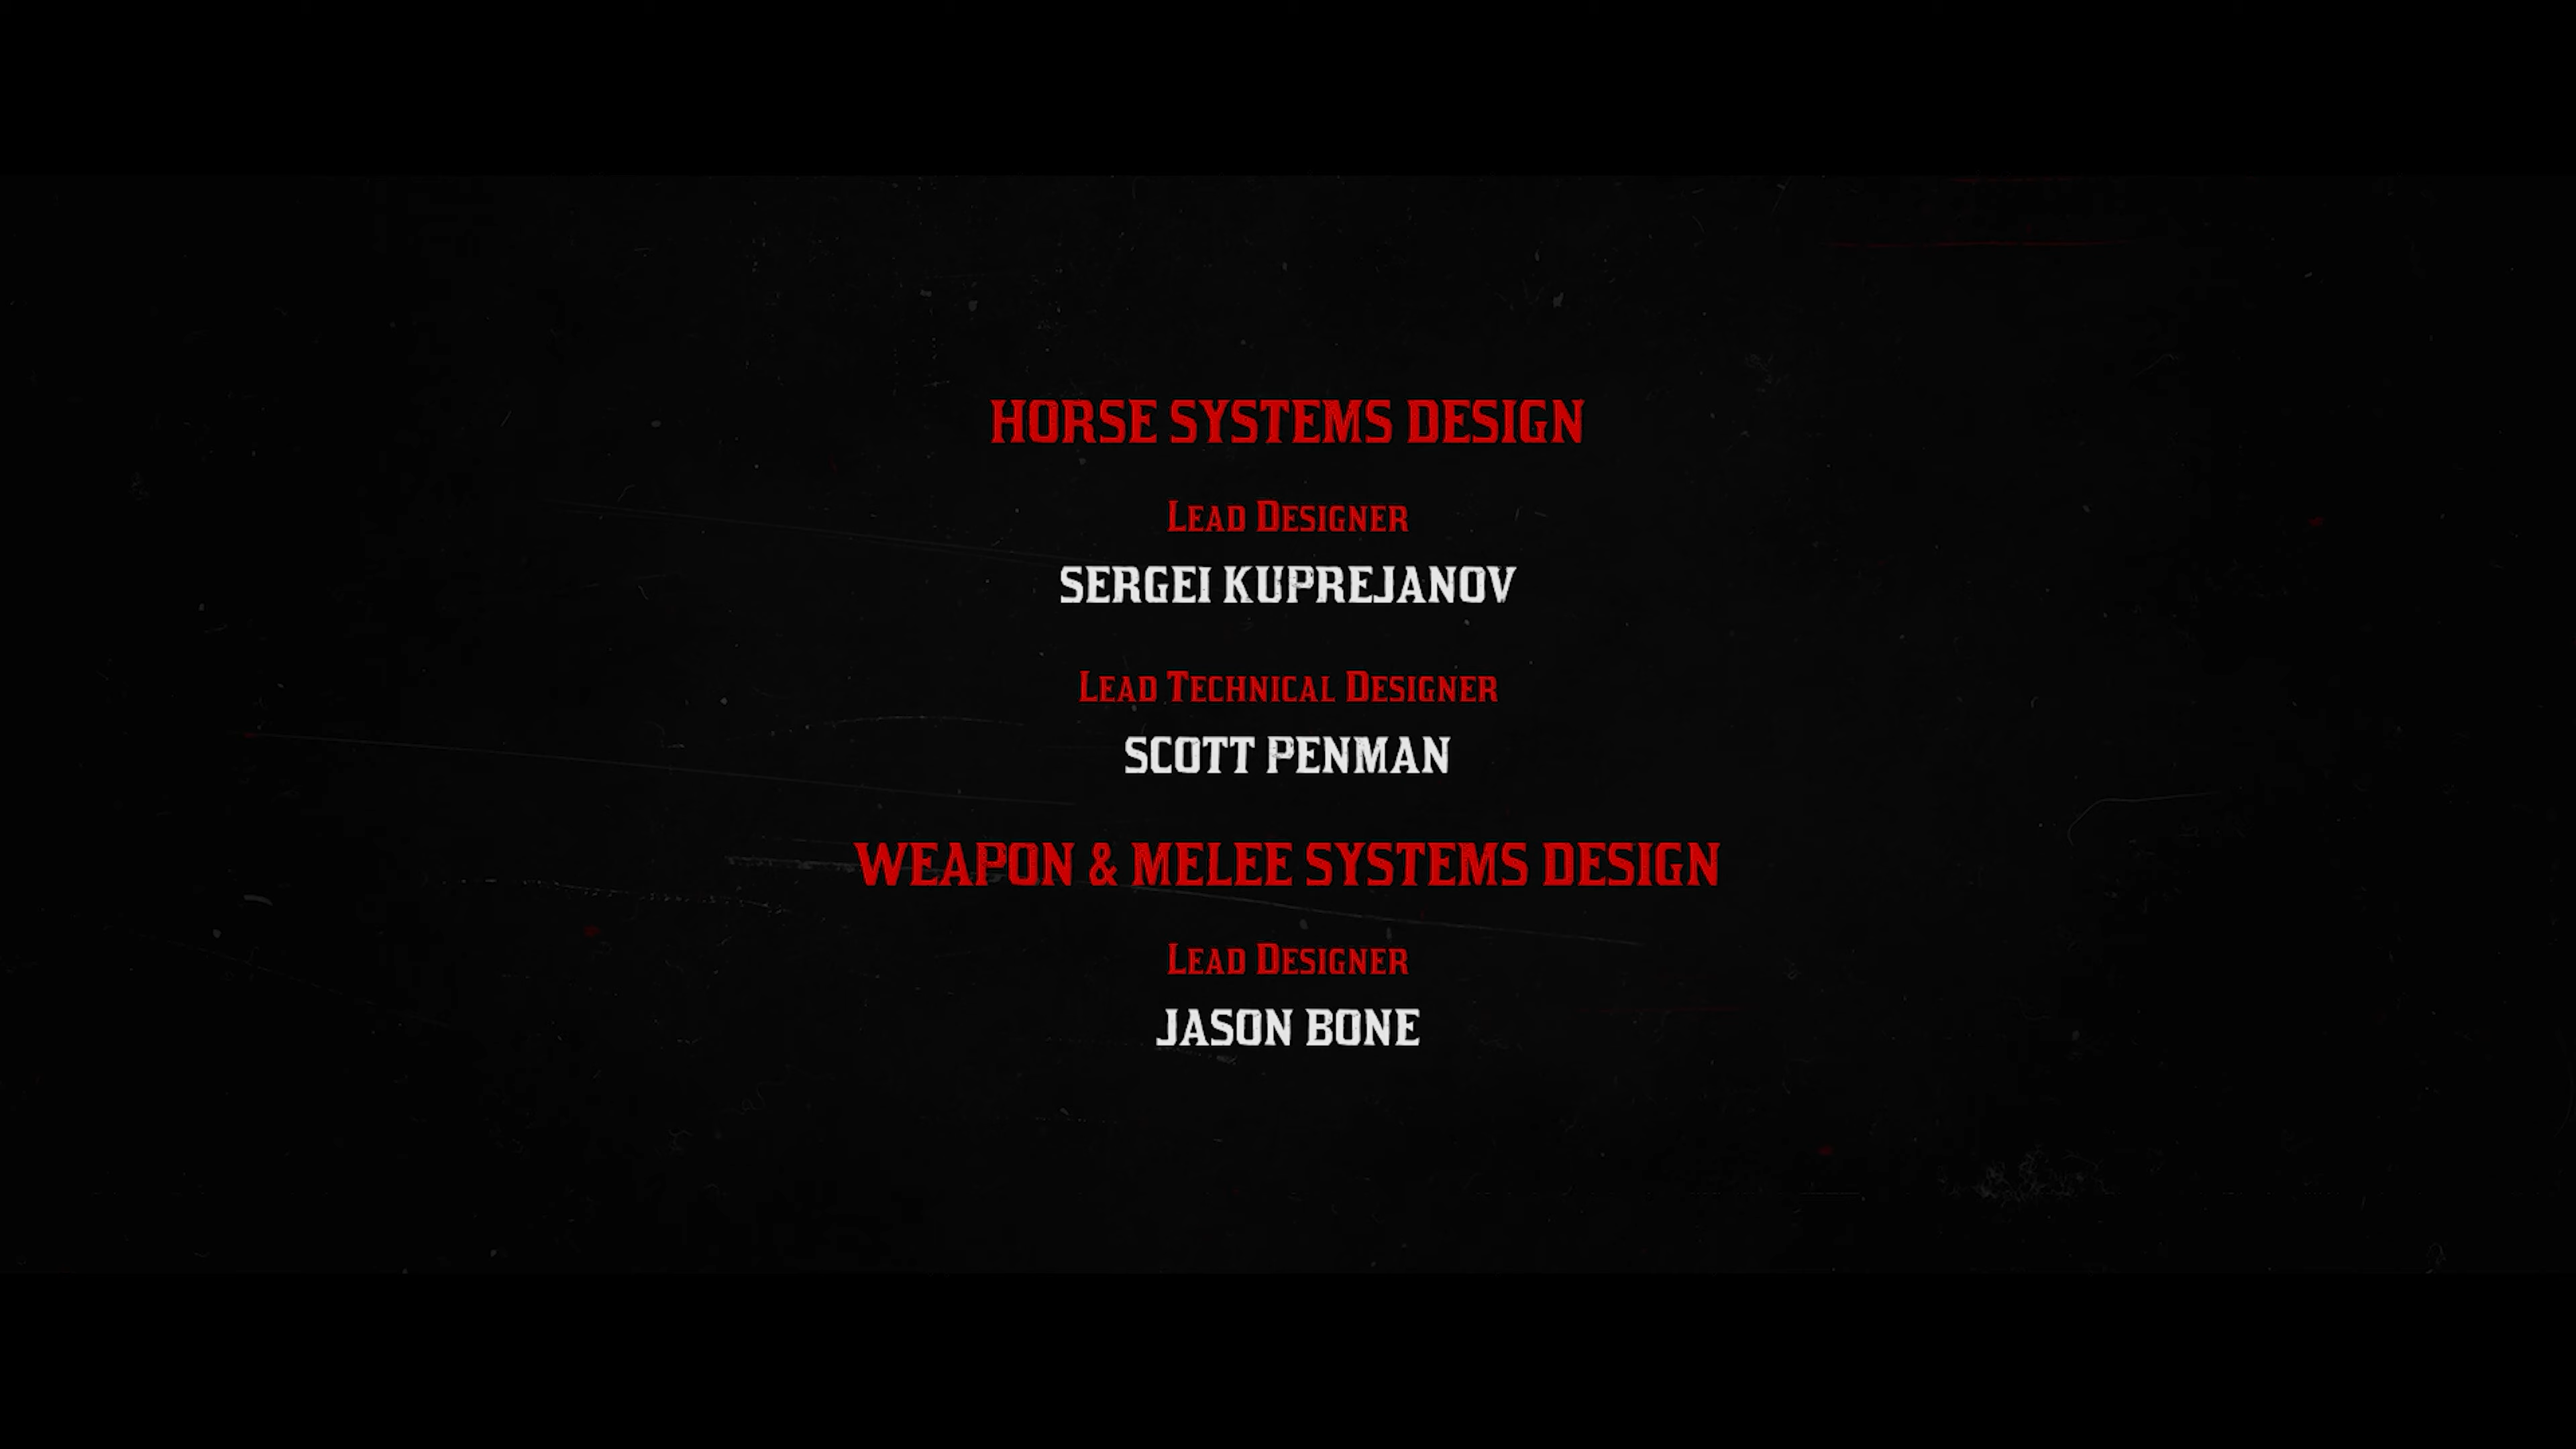 HORSE SYSTEMS DESIGN
LEAD DESIGNER
SERGEI KUPREJANOV
LEAD TECHNICAL DESIGNER
SCOTT PENMAN
WEAPON & MELEE SYSTEMS DESIGN
LEAD DESIGNER
JASON BONE